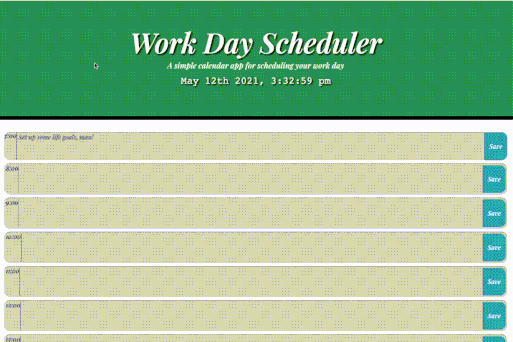 Work Day Scheduler
A simple calendar app for scheduling your work day
May 12th 2021, 3:32:59 pm
7:00 Set up some life goals, man! Save
8:00 Save
9:00 Save
10:00 Save
11:00 Save
12:00 Save